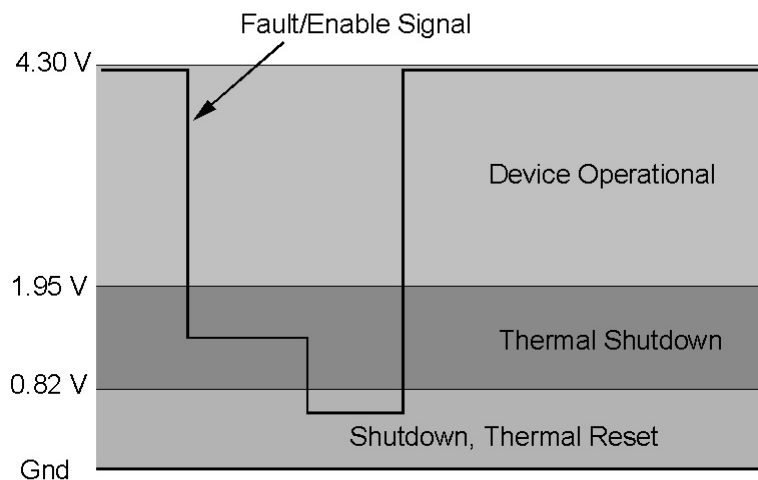 Fault/Enable Signal
4.30 V
Device Operational
1.95 V
Thermal Shutdown
0.82 V
Shutdown, Thermal Reset
Gnd